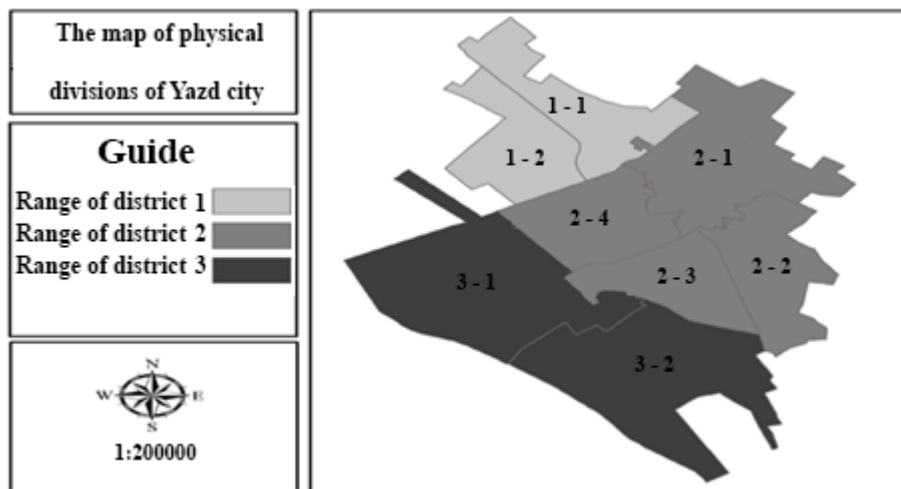 The map of physical
divisions of Yazd city
Guide
Range of district 1
Range of district 2
Range of district 3
N
W E
S
1:200000
1 - 1
1 - 2
2 - 1
2 - 4
2 - 3
2 - 2
3 - 1
3 - 2